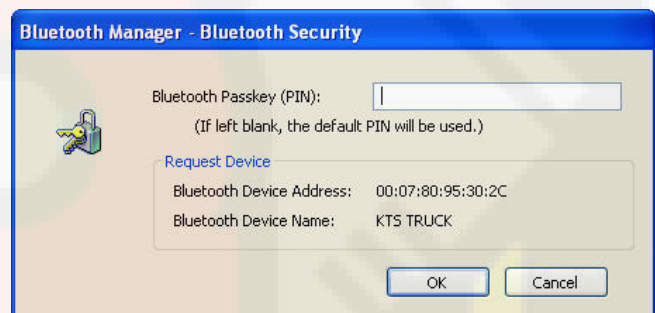 Bluetooth Manager - Bluetooth Security
Bluetooth Passkey (PIN):
(If left blank, the default PIN will be used.)
Request Device
Bluetooth Device Address: 00:07:80:95:30:2C
Bluetooth Device Name: KTS TRUCK
OK Cancel